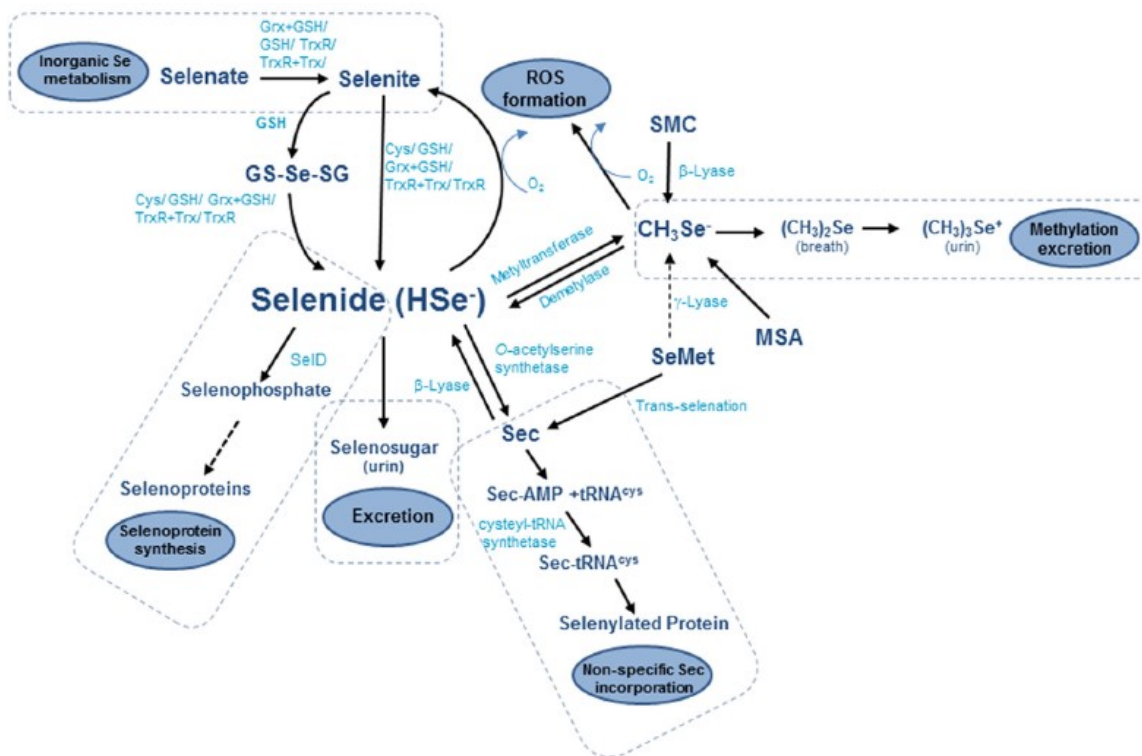 Inorganic Se
metabolism
Selenate
Grx+GSH/
GSH/ TrxR/
TrxR+Trx/
Selenite
GSH
GS-Se-SG
Cys/ GSH/ Grx+GSH/
TrxR+Trx/ TrxR
Cys/ GSH/
Grx+GSH/
TrxR+Trx/ TrxR
O2
ROS
formation
O2
SMC
β-Lyase
CH3Se-
(CH3)2Se
(breath)
(CH3)3Se+
(urin)
Methylation
excretion
Metyltransferase
Demetylase
Selenide (HSe-)
γ-Lyase
MSA
SeMet
SelD
Selenophosphate
Selenoproteins
Selenoprotein
synthesis
Selenosugar
(urin)
Excretion
β-Lyase
O-acetylserine
synthetase
Trans-selenation
Sec
Sec-AMP +tRNAcys
cysteyl-tRNA
synthetase
Sec-tRNAcys
Selenylated Protein
Non-specific Sec
incorporation